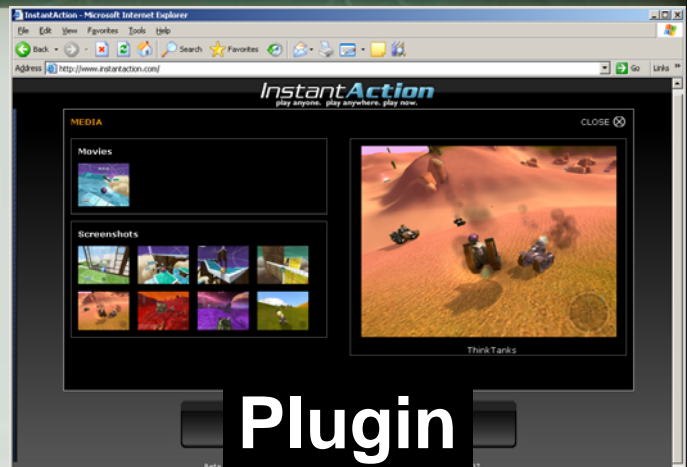 InstantAction - Microsoft Internet Explorer
File Edit View Favorites Tools Help
Back Search Favorites
Address http://www.instantaction.com/ Go Links »
InstantAction
play anyone. play anywhere. play now.
MEDIA CLOSE
Movies
Screenshots
ThinkTanks
Plugin